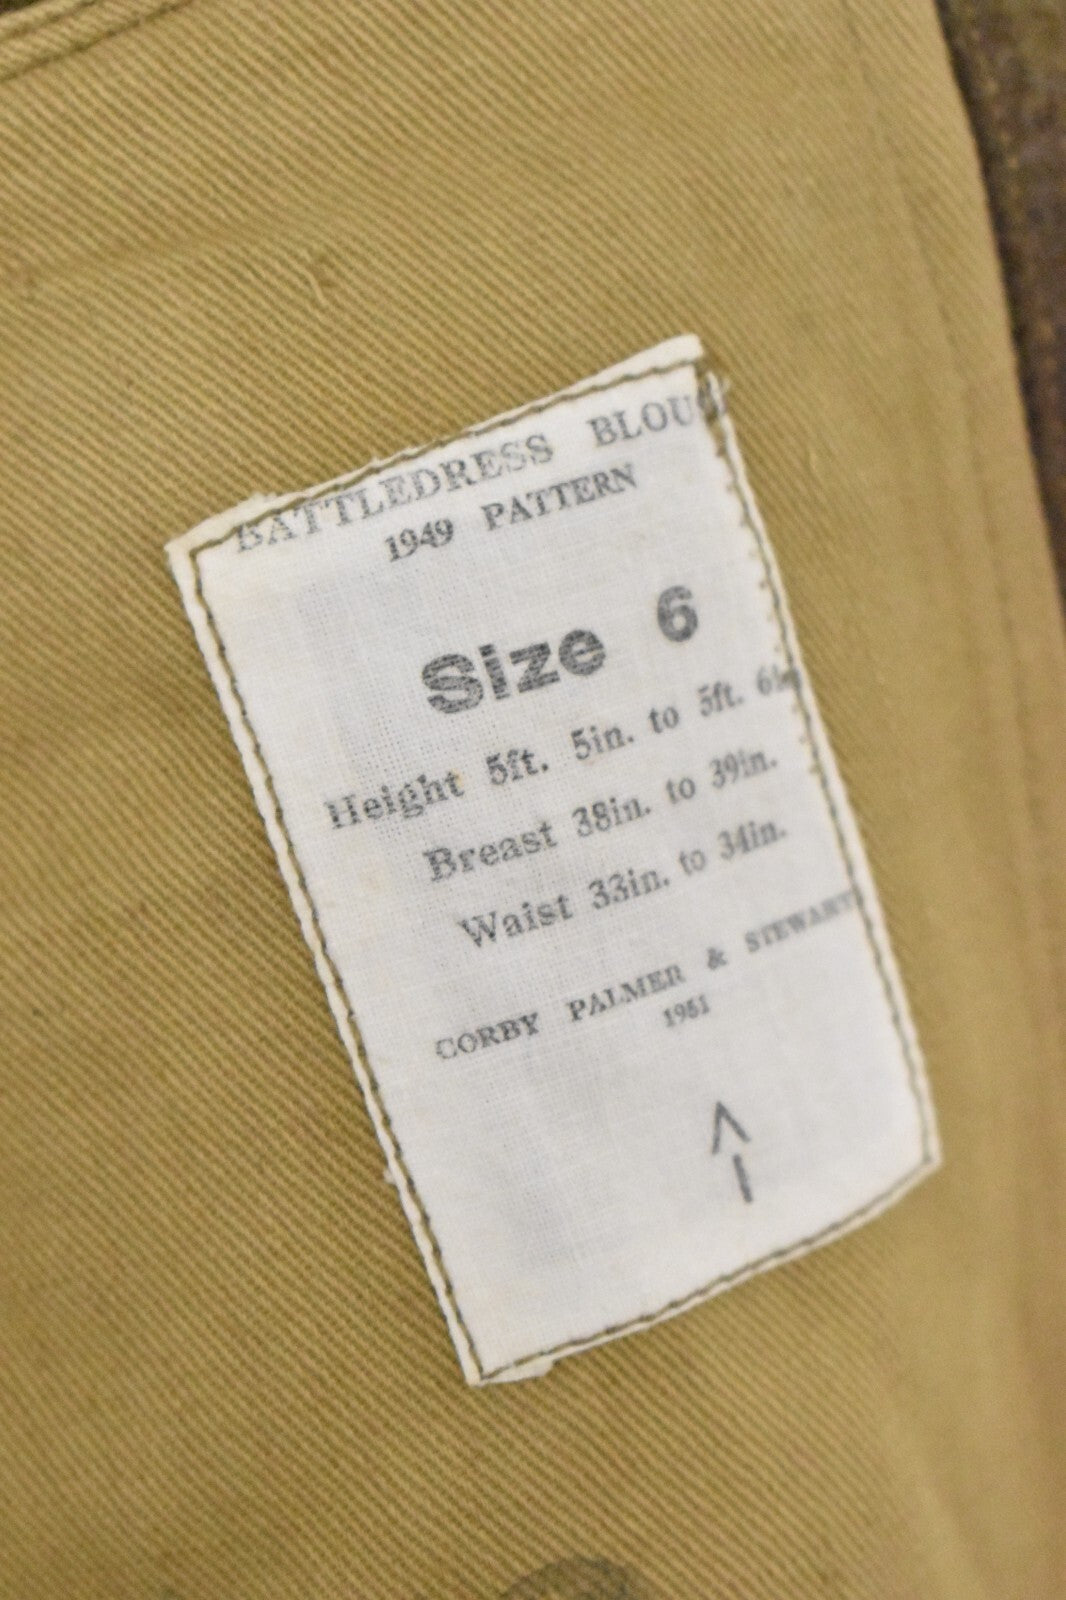 BATTLEDRESS BLOU
1949 PATTERN
Size 6
Height 5ft. 5in. to 5ft. 6in
Breast 38in. to 39in.
Waist 33in. to 34in.
CORBY PALMER & STEWART
1951